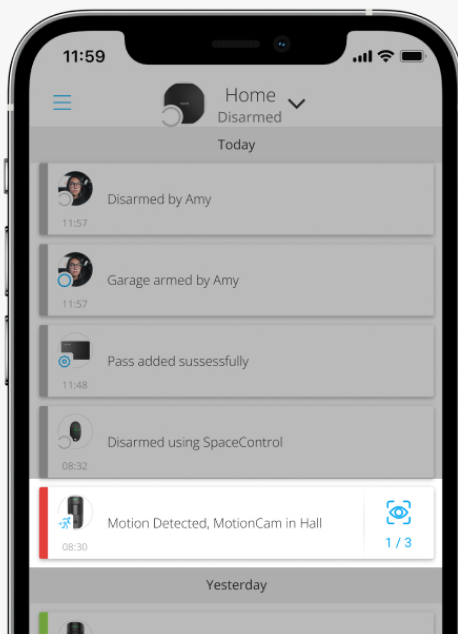 11:59
Home
Disarmed
Today
Disarmed by Amy
11:57
Garage armed by Amy
11:57
Pass added sussessfully
11:48
Disarmed using SpaceControl
08:32
Motion Detected, MotionCam in Hall
08:30
1 / 3
Yesterday